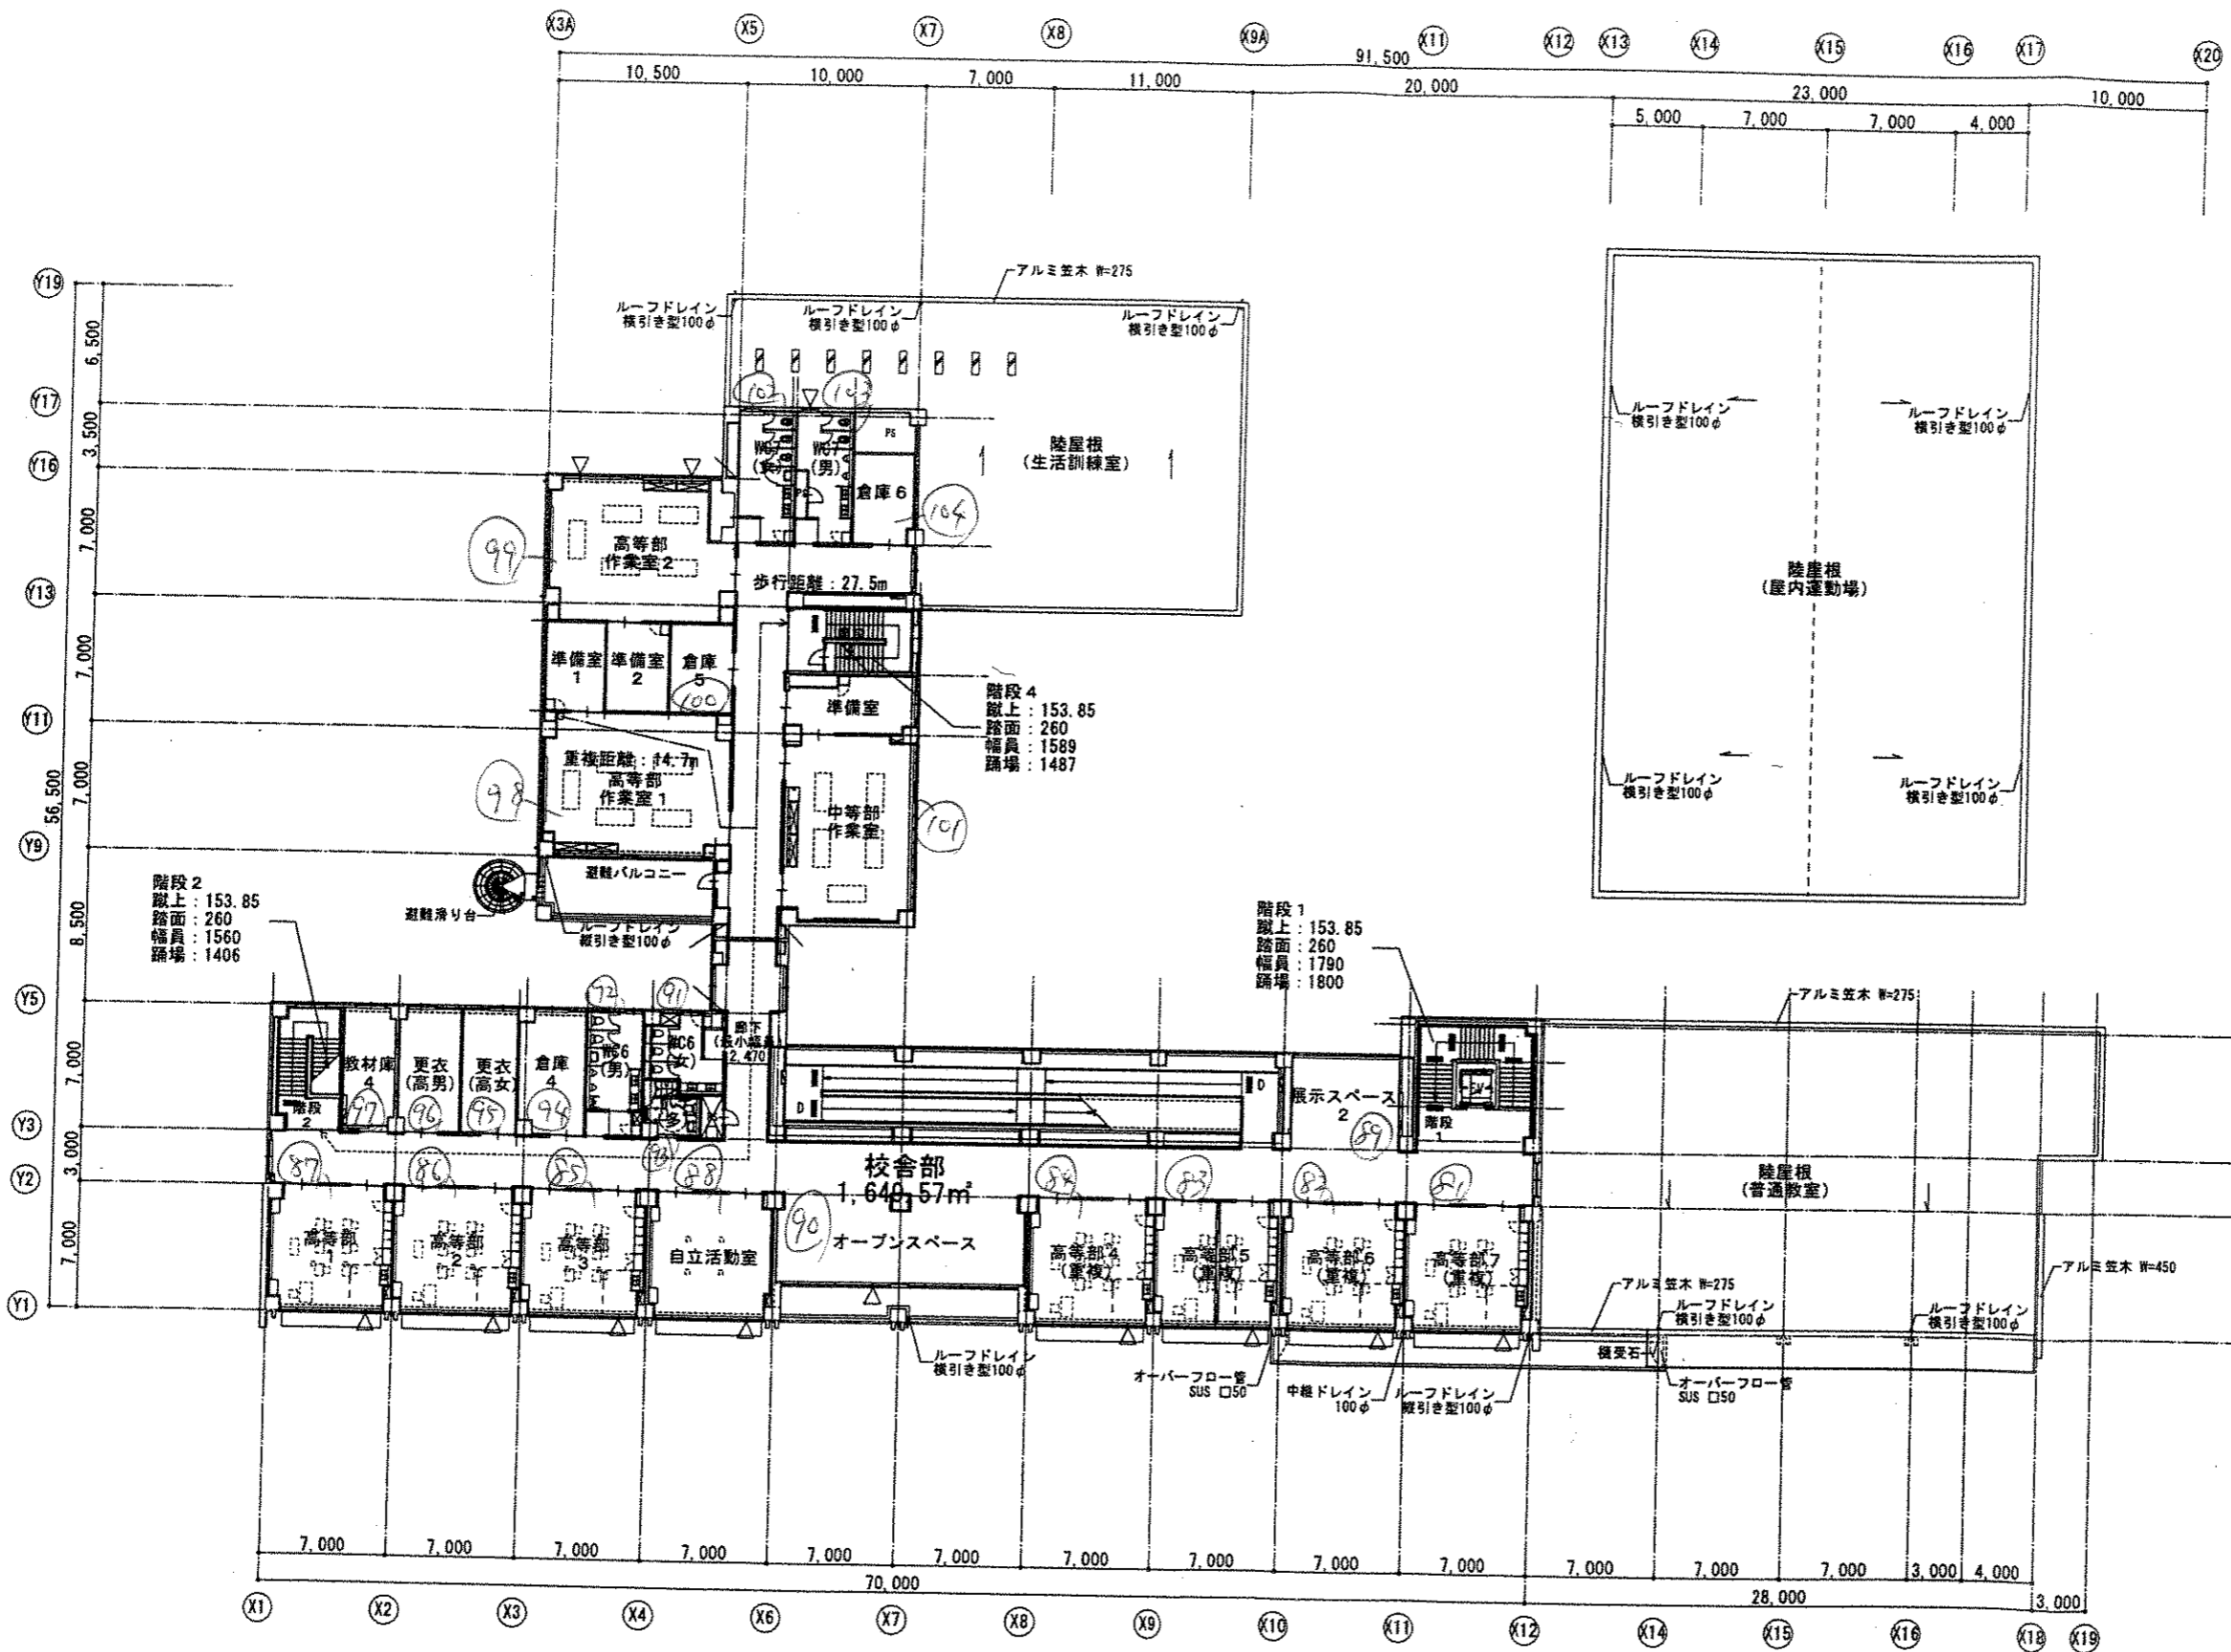 X3A X5 X7 X8 X9A X11 X12 X13 X14 X15 X16 X17 X20
91,500
10,500 10,000 7,000 11,000 20,000 23,000 10,000
5,000 7,000 7,000 4,000
Y19
Y17
Y16
Y13
Y11
Y9
Y5
Y3
Y2
Y1
6,500
3,500
7,000
7,000
7,000
8,500
7,000
3,000
7,000
56,500
アルミ笠木 W=275
ルーフドレイン
横引き型100φ
ルーフドレイン
横引き型100φ
ルーフドレイン
横引き型100φ
103
WC7
WC7
(男)
PS
PS
倉庫6
104
陸屋根
(生活訓練室)
ルーフドレイン
横引き型100φ
ルーフドレイン
横引き型100φ
陸屋根
(屋内運動場)
ルーフドレイン
横引き型100φ
ルーフドレイン
横引き型100φ
99
高等部
作業室2
歩行距離：27.5m
準備室
1
準備室
2
倉庫
5
100
準備室
階段4
蹴上：153.85
踏面：260
幅員：1589
踊場：1487
重複距離：14.7m
高等部
作業室1
98
中等部
作業室
101
避難バルコニー
避難滑り台
ルーフドレイン
縦引き型100φ
階段2
蹴上：153.85
踏面：260
幅員：1560
踊場：1406
階段1
蹴上：153.85
踏面：260
幅員：1790
踊場：1800
アルミ笠木 W=275
階段
2
教材庫
4
97
更衣
(高男)
96
更衣
(高女)
95
倉庫
4
94
WC6
(男)
91
WC6
(女)
廊下
2,470
D
D
展示スペース
2
89
EV
階段
1
87
86
85
88
校舎部
1,640.57㎡
84
83
82
81
陸屋根
(普通教室)
高等部
1
高等部
2
高等部
3
自立活動室
90
オープンスペース
高等部4
(重複)
高等部5
(重複)
高等部6
(重複)
高等部7
(重複)
アルミ笠木 W=275
アルミ笠木 W=450
ルーフドレイン
横引き型100φ
ルーフドレイン
横引き型100φ
樋受石
ルーフドレイン
横引き型100φ
オーバーフロー管
SUS □50
中継ドレイン
100φ
ルーフドレイン
縦引き型100φ
オーバーフロー管
SUS □50
7,000 7,000 7,000 7,000 7,000 7,000 7,000 7,000 7,000 7,000 7,000 7,000 7,000 3,000 4,000
70,000 28,000 3,000
X1 X2 X3 X4 X6 X7 X8 X9 X10 X11 X12 X14 X15 X16 X18 X19